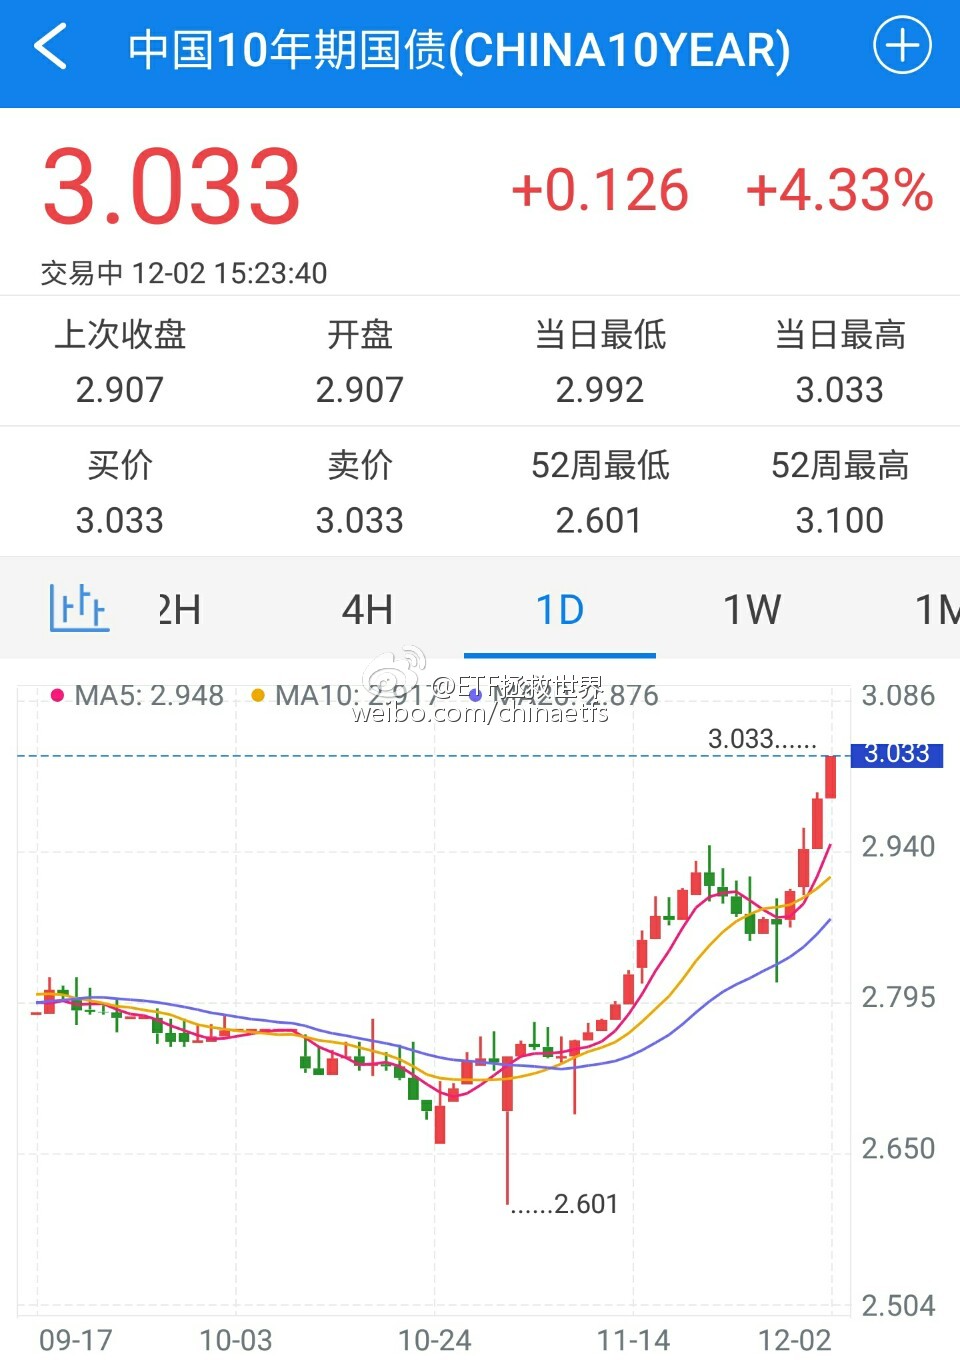 中国10年期国债(CHINA10YEAR)
3.033 +0.126 +4.33%
交易中 12-02 15:23:40
上次收盘 开盘 当日最低 当日最高
2.907 2.907 2.992 3.033
买价 卖价 52周最低 52周最高
3.033 3.033 2.601 3.100
2H 4H 1D 1W 1M
MA5: 2.948 MA10: 2.917 MA20: 2.876 3.086
@ETF拯救世界
weibo.com/chinaetfs
3.033...... 3.033
2.940
2.795
2.650
......2.601
2.504
09-17 10-03 10-24 11-14 12-02